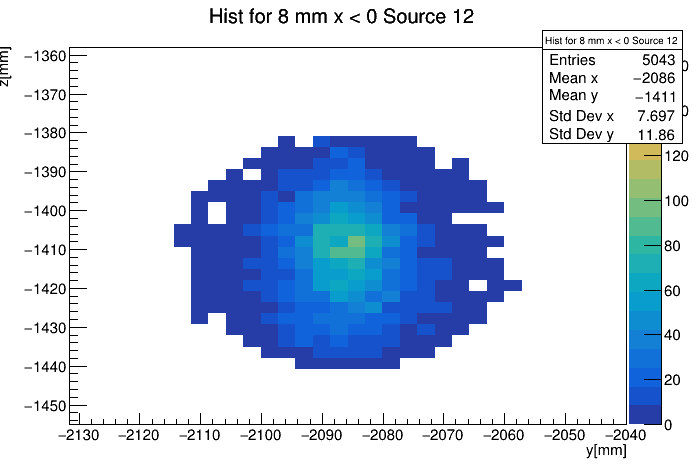 Hist for 8 mm x < 0 Source 12
z[mm]
Hist for 8 mm x < 0 Source 12
Entries 5043
Mean x −2086
Mean y −1411
Std Dev x 7.697
Std Dev y 11.86
−1360
−1370
−1380
−1390
−1400
−1410
−1420
−1430
−1440
−1450
0
0
120
100
80
60
40
20
0
−2130 −2120 −2110 −2100 −2090 −2080 −2070 −2060 −2050 −2040
y[mm]